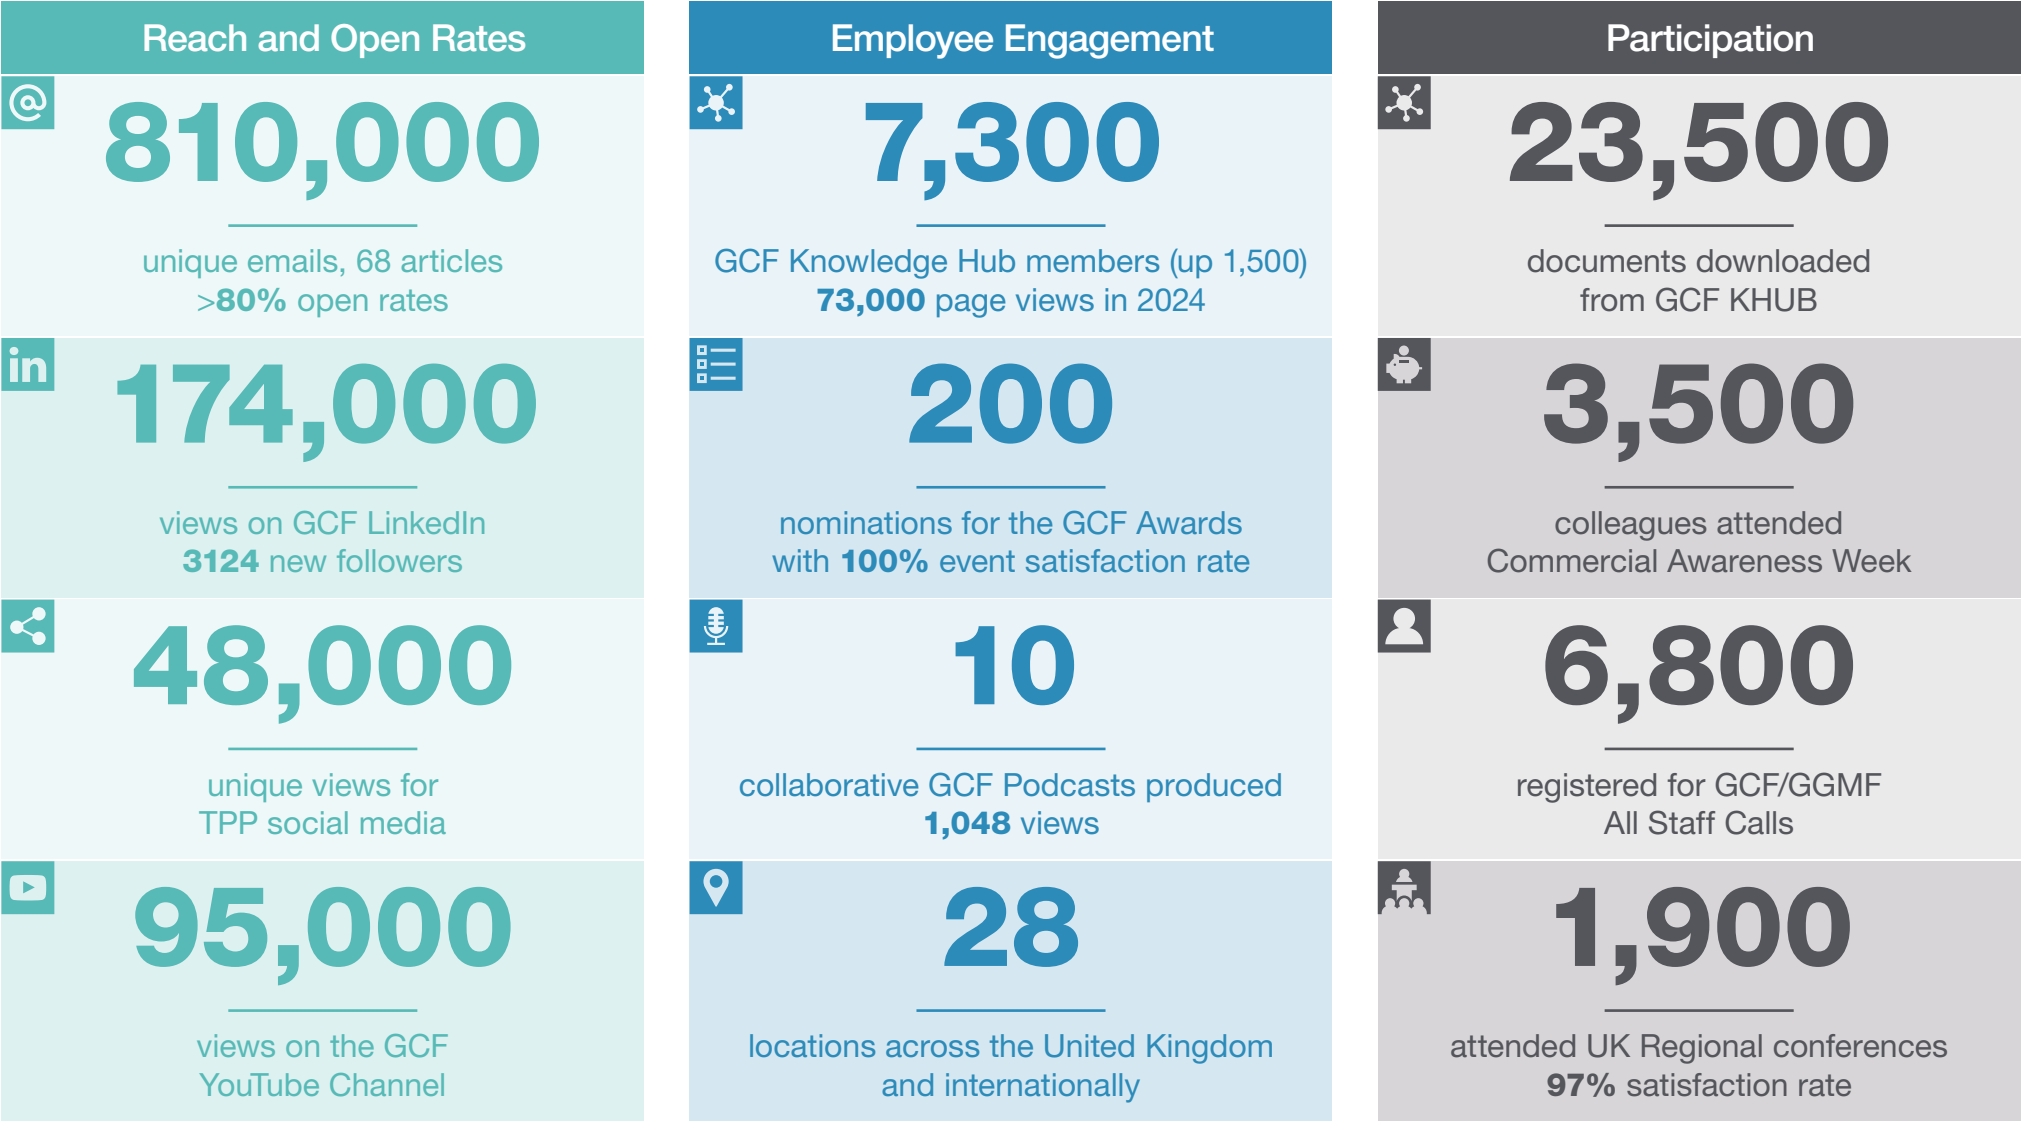 Reach and Open Rates
810,000
unique emails, 68 articles
>80% open rates
in
174,000
views on GCF LinkedIn
3124 new followers
48,000
unique views for
TPP social media
95,000
views on the GCF
YouTube Channel
Employee Engagement
7,300
GCF Knowledge Hub members (up 1,500)
73,000 page views in 2024
200
nominations for the GCF Awards
with 100% event satisfaction rate
10
collaborative GCF Podcasts produced
1,048 views
28
locations across the United Kingdom
and internationally
Participation
23,500
documents downloaded
from GCF KHUB
3,500
colleagues attended
Commercial Awareness Week
6,800
registered for GCF/GGMF
All Staff Calls
1,900
attended UK Regional conferences
97% satisfaction rate